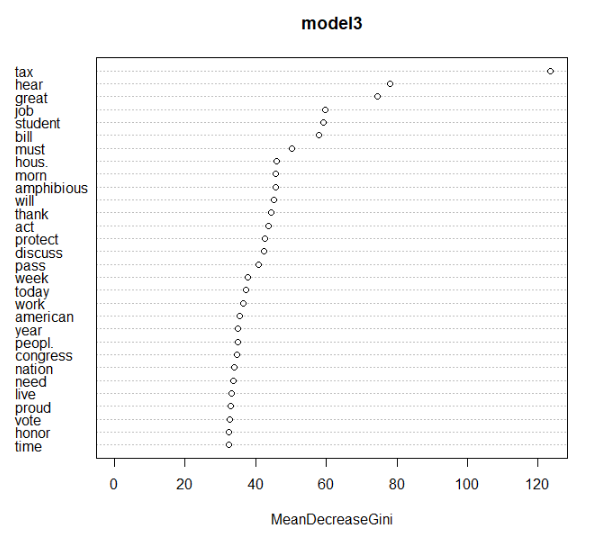 model3
tax
hear
great
job
student
bill
must
hous.
morn
amphibious
will
thank
act
protect
discuss
pass
week
today
work
american
year
peopl.
congress
nation
need
live
proud
vote
honor
time
0 20 40 60 80 100 120
MeanDecreaseGini